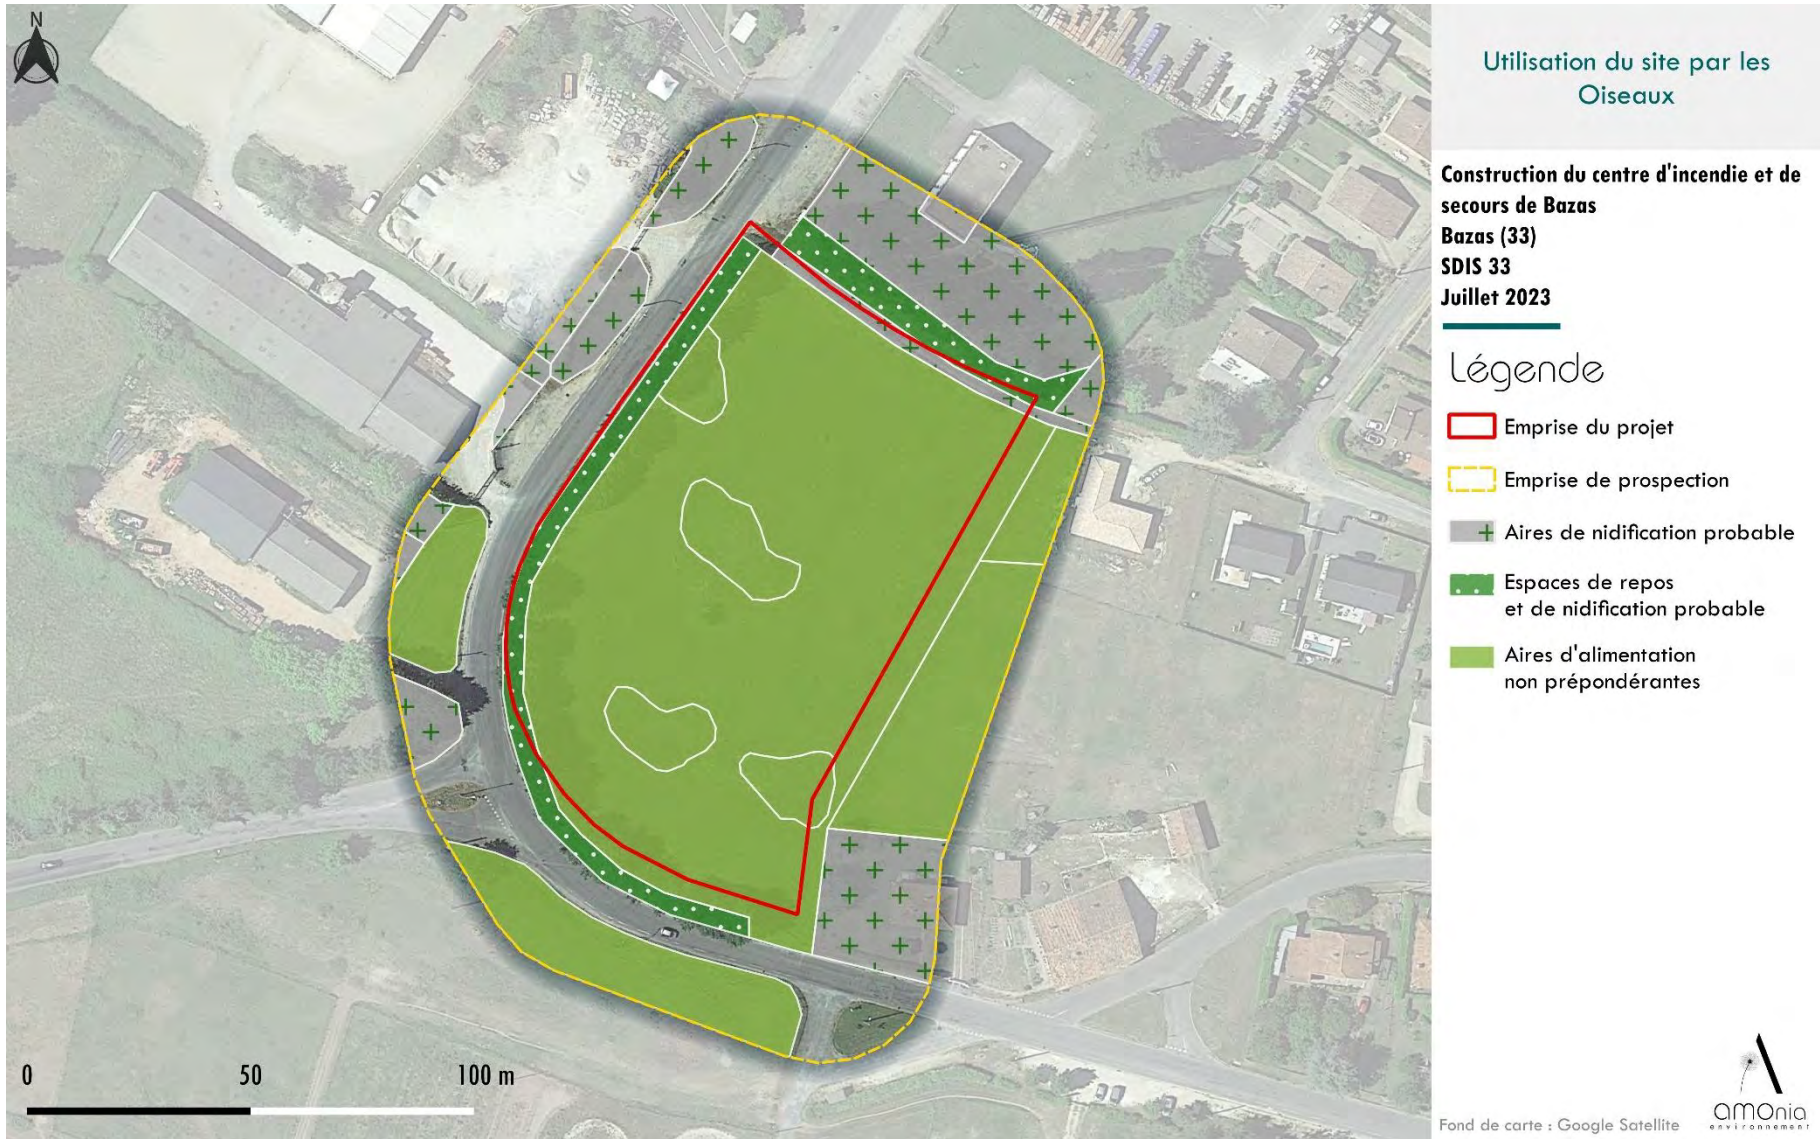 N
Utilisation du site par les
Oiseaux
Construction du centre d'incendie et de
secours de Bazas
Bazas (33)
SDIS 33
Juillet 2023
Légende
Emprise du projet
Emprise de prospection
Aires de nidification probable
Espaces de repos
et de nidification probable
Aires d'alimentation
non prépondérantes
0 50 100 m
Fond de carte : Google Satellite
amonia
environnement